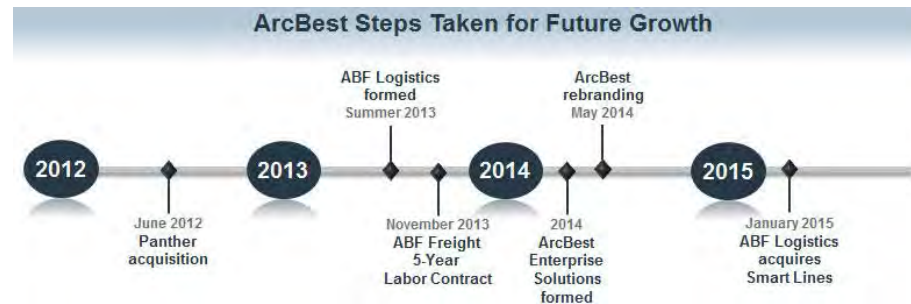 ArcBest Steps Taken for Future Growth
ABF Logistics
formed
Summer 2013
ArcBest
rebranding
May 2014
2012
2013
2014
2015
June 2012
Panther
acquisition
November 2013
ABF Freight
5-Year
Labor Contract
2014
ArcBest
Enterprise
Solutions
formed
January 2015
ABF Logistics
acquires
Smart Lines